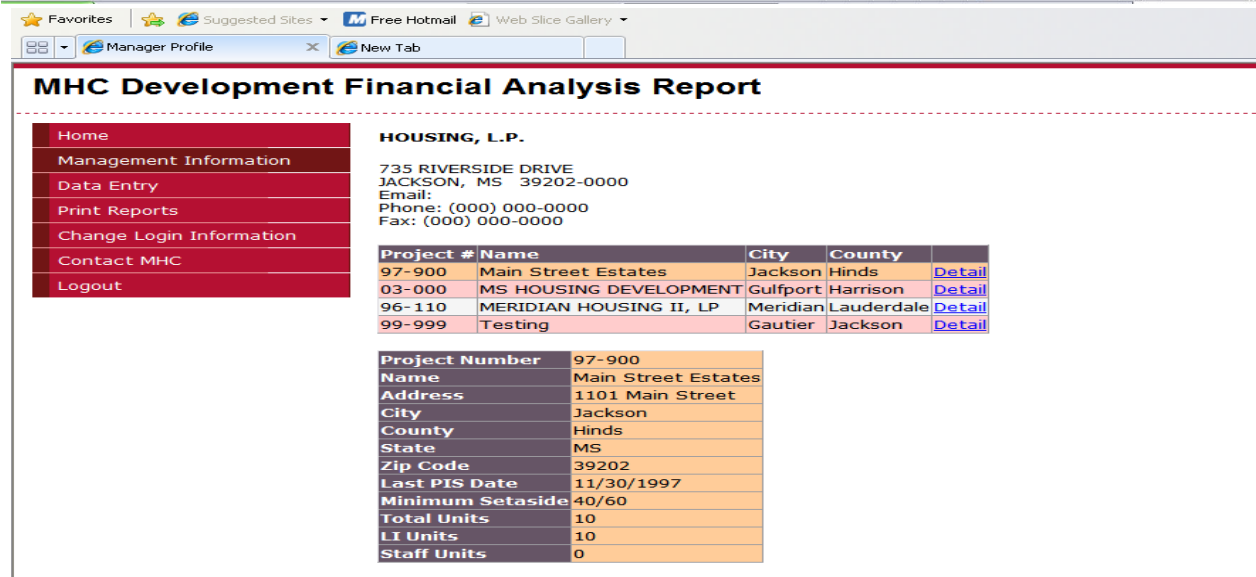 Favorites Suggested Sites Free Hotmail Web Slice Gallery
Manager Profile New Tab
MHC Development Financial Analysis Report
Home
Management Information
Data Entry
Print Reports
Change Login Information
Contact MHC
Logout
HOUSING, L.P.
735 RIVERSIDE DRIVE
JACKSON, MS 39202-0000
Email:
Phone: (000) 000-0000
Fax: (000) 000-0000
Project # Name City County
97-900 Main Street Estates Jackson Hinds Detail
03-000 MS HOUSING DEVELOPMENT Gulfport Harrison Detail
96-110 MERIDIAN HOUSING II, LP Meridian Lauderdale Detail
99-999 Testing Gautier Jackson Detail
Project Number 97-900
Name Main Street Estates
Address 1101 Main Street
City Jackson
County Hinds
State MS
Zip Code 39202
Last PIS Date 11/30/1997
Minimum Setaside 40/60
Total Units 10
LI Units 10
Staff Units 0